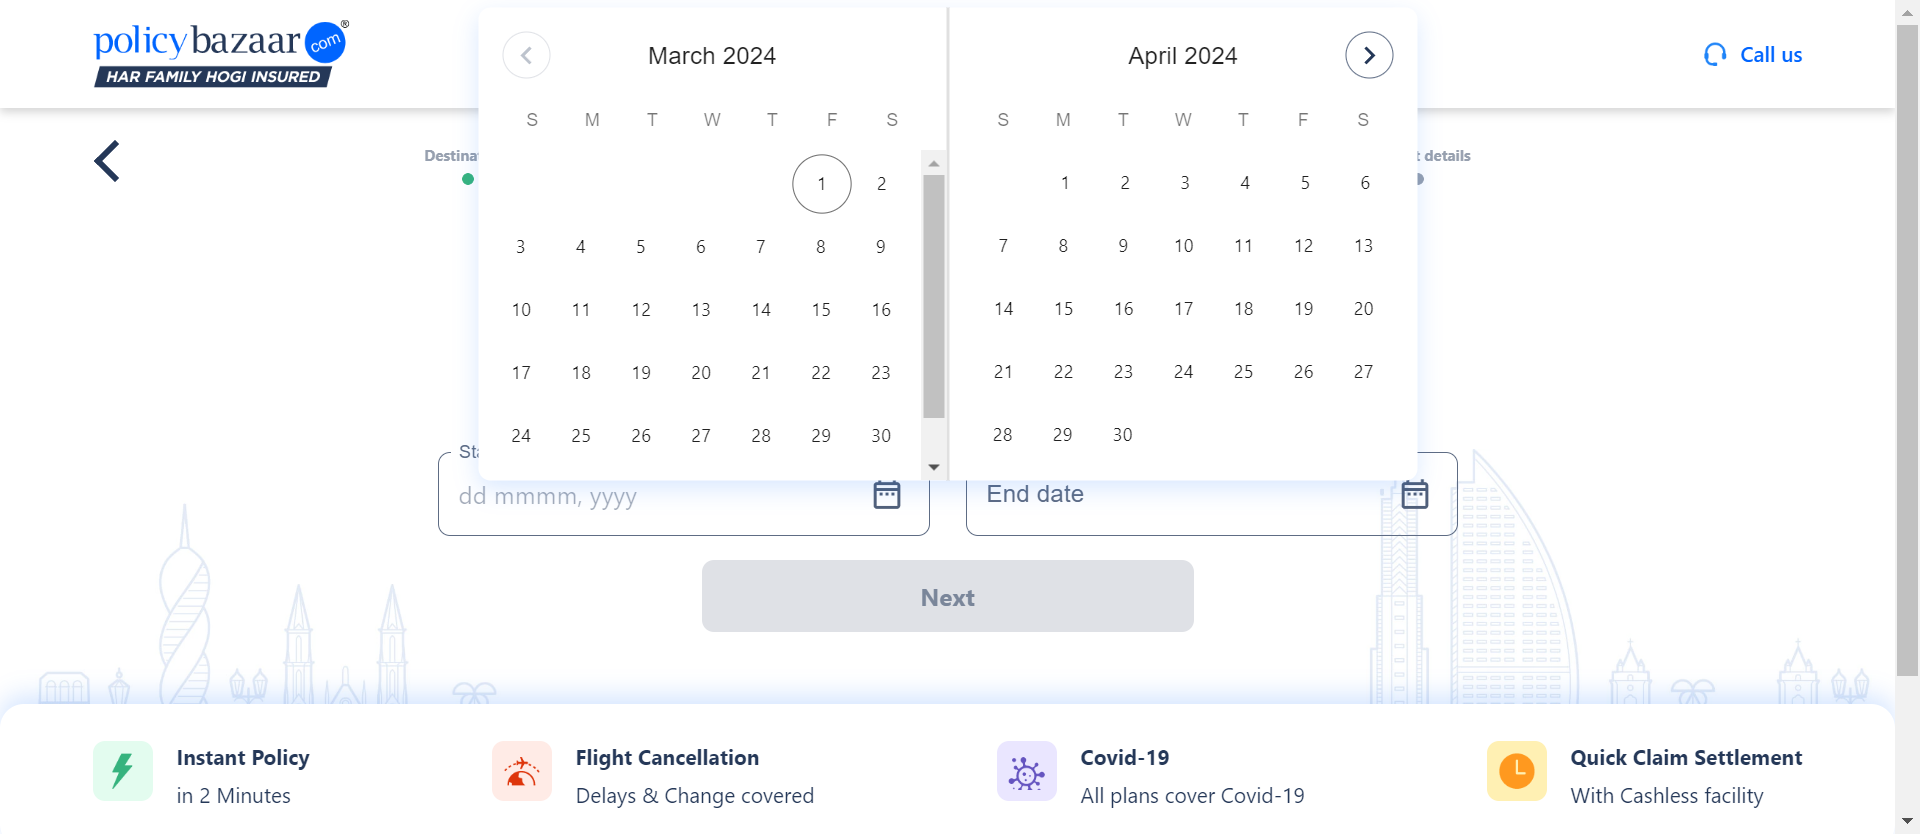 policybazaar com ®
HAR FAMILY HOGI INSURED
Call us
March 2024
S M T W T F S
1 2
3 4 5 6 7 8 9
10 11 12 13 14 15 16
17 18 19 20 21 22 23
24 25 26 27 28 29 30
April 2024
S M T W T F S
1 2 3 4 5 6
7 8 9 10 11 12 13
14 15 16 17 18 19 20
21 22 23 24 25 26 27
28 29 30
details
dd mmmm, yyyy
End date
Next
Instant Policy
in 2 Minutes
Flight Cancellation
Delays & Change covered
Covid-19
All plans cover Covid-19
Quick Claim Settlement
With Cashless facility